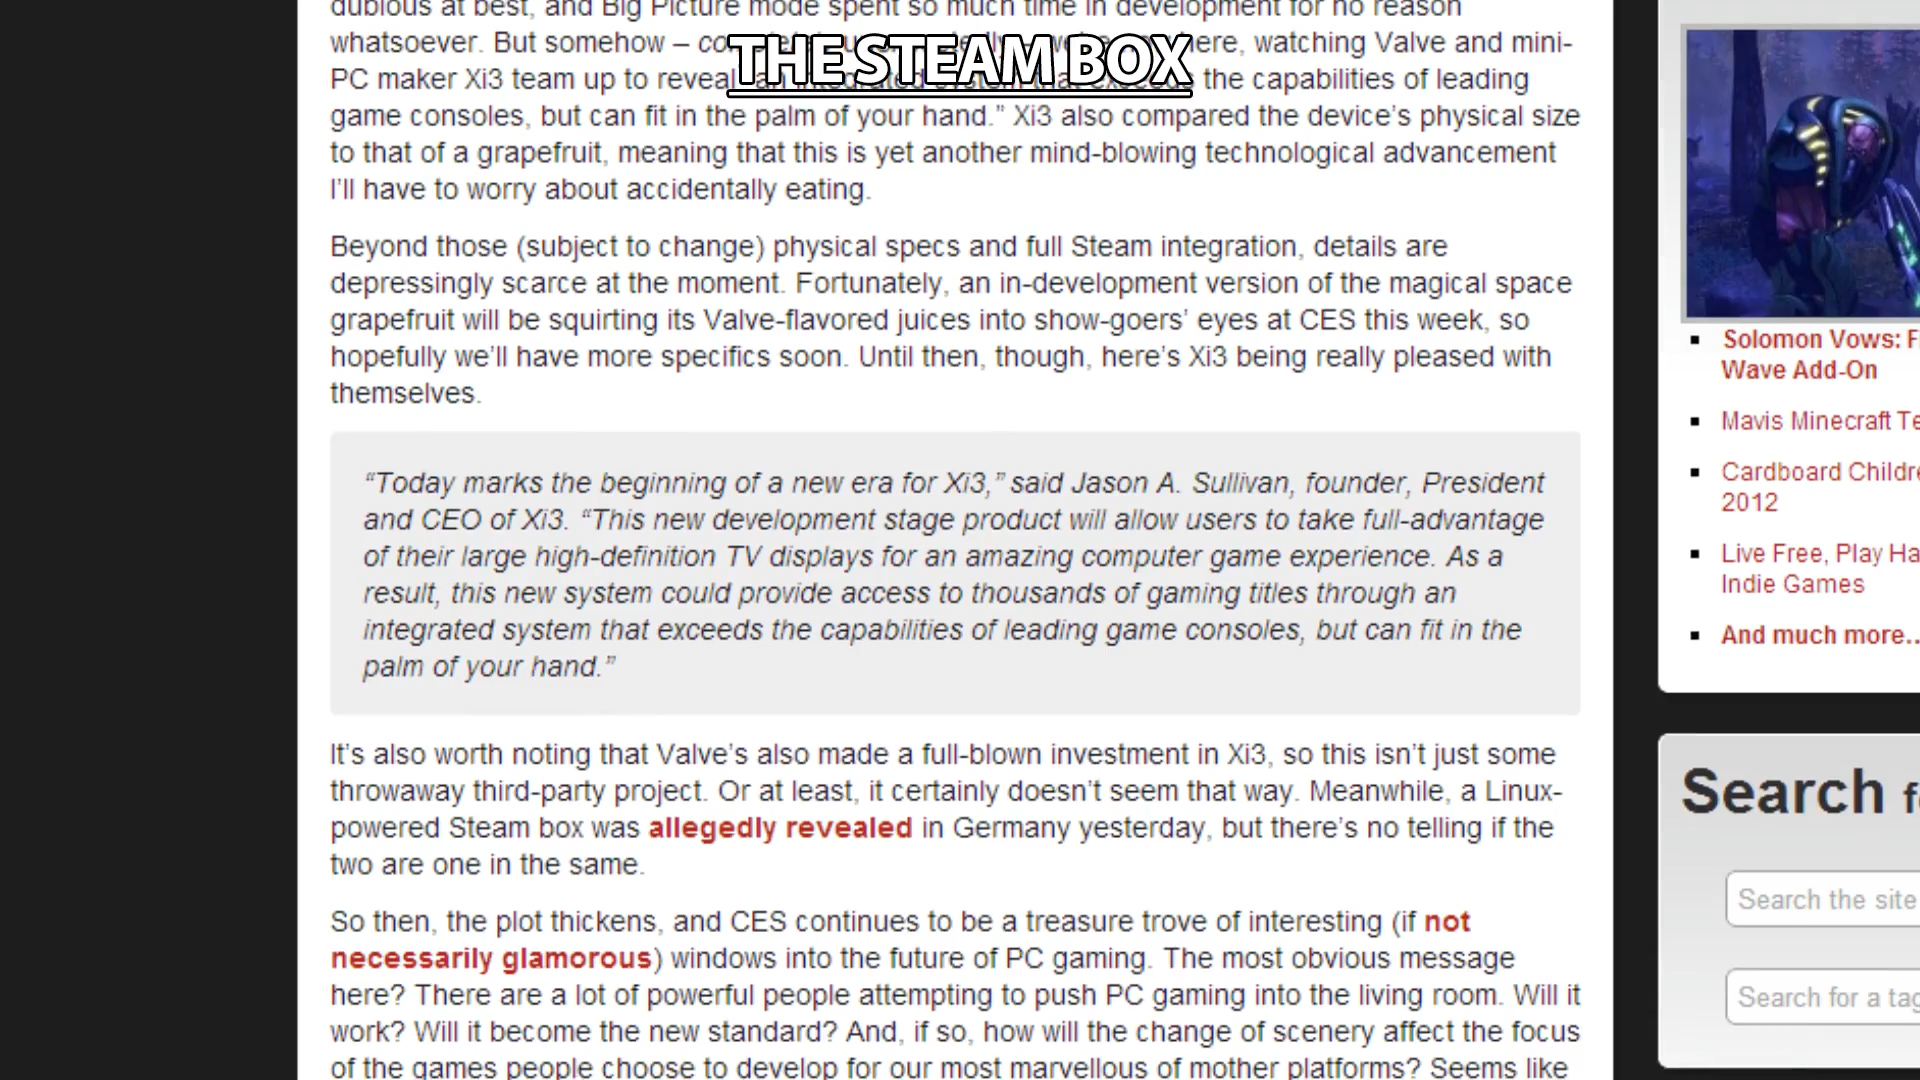 dubious at best, and Big Picture mode spent so much time in development for no reason
THE STEAM BOX
whatsoever. But somehow – here, watching Valve and mini-
PC maker Xi3 team up to reveal an integrated system that exceeds the capabilities of leading
game consoles, but can fit in the palm of your hand.” Xi3 also compared the device’s physical size
to that of a grapefruit, meaning that this is yet another mind-blowing technological advancement
I’ll have to worry about accidentally eating.
Beyond those (subject to change) physical specs and full Steam integration, details are
depressingly scarce at the moment. Fortunately, an in-development version of the magical space
grapefruit will be squirting its Valve-flavored juices into show-goers’ eyes at CES this week, so
hopefully we’ll have more specifics soon. Until then, though, here’s Xi3 being really pleased with
themselves.
“Today marks the beginning of a new era for Xi3,” said Jason A. Sullivan, founder, President
and CEO of Xi3. “This new development stage product will allow users to take full-advantage
of their large high-definition TV displays for an amazing computer game experience. As a
result, this new system could provide access to thousands of gaming titles through an
integrated system that exceeds the capabilities of leading game consoles, but can fit in the
palm of your hand.”
It’s also worth noting that Valve’s also made a full-blown investment in Xi3, so this isn’t just some
throwaway third-party project. Or at least, it certainly doesn’t seem that way. Meanwhile, a Linux-
powered Steam box was allegedly revealed in Germany yesterday, but there’s no telling if the
two are one in the same.
So then, the plot thickens, and CES continues to be a treasure trove of interesting (if not
necessarily glamorous) windows into the future of PC gaming. The most obvious message
here? There are a lot of powerful people attempting to push PC gaming into the living room. Will it
work? Will it become the new standard? And, if so, how will the change of scenery affect the focus
of the games people choose to develop for our most marvellous of mother platforms? Seems like
Solomon Vows:
Wave Add-On
Mavis Minecraft
Cardboard
2012
Live Free, Play
Indie Games
And much more..
Search
Search the site
Search for a tag